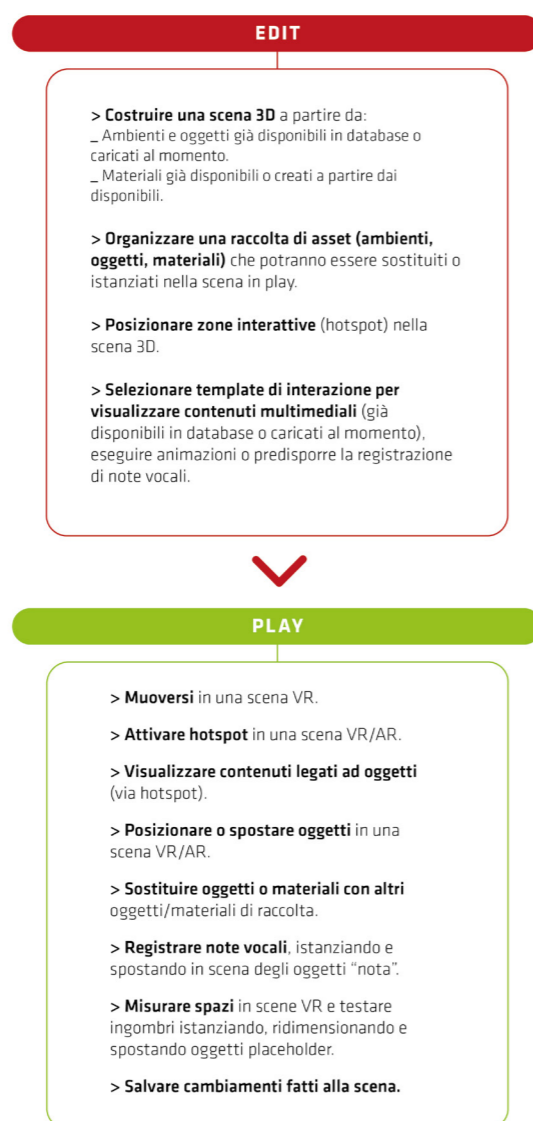 EDIT
> Costruire una scena 3D a partire da:
_ Ambienti e oggetti già disponibili in database o
caricati al momento.
_ Materiali già disponibili o creati a partire dai
disponibili.
> Organizzare una raccolta di asset (ambienti,
oggetti, materiali) che potranno essere sostituiti o
istanziati nella scena in play.
> Posizionare zone interattive (hotspot) nella
scena 3D.
> Selezionare template di interazione per
visualizzare contenuti multimediali (già
disponibili in database o caricati al momento),
eseguire animazioni o predisporre la registrazione
di note vocali.
PLAY
> Muoversi in una scena VR.
> Attivare hotspot in una scena VR/AR.
> Visualizzare contenuti legati ad oggetti
(via hotspot).
> Posizionare o spostare oggetti in una
scena VR/AR.
> Sostituire oggetti o materiali con altri
oggetti/materiali di raccolta.
> Registrare note vocali, istanziando e
spostando in scena degli oggetti “nota”.
> Misurare spazi in scene VR e testare
ingombri istanziando, ridimensionando e
spostando oggetti placeholder.
> Salvare cambiamenti fatti alla scena.